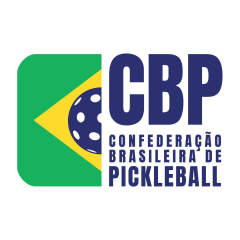 CBP
CONFEDERAÇÃO
BRASILEIRA DE
PICKLEBALL